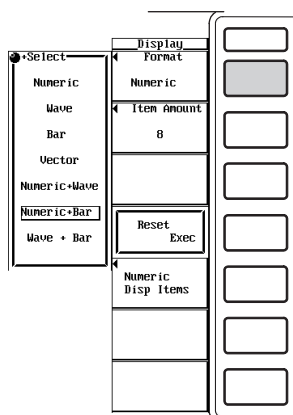 Display
+Select
Numeric
Wave
Bar
Vector
Numeric+Wave
Numeric+Bar
Wave + Bar
Format
Numeric
Item Amount
8
Reset
Exec
Numeric
Disp Items